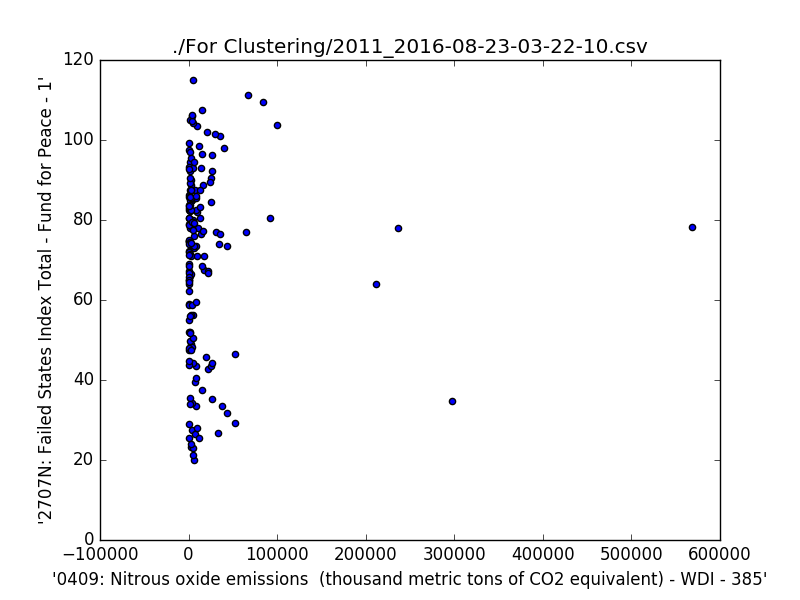 ./For Clustering/2011_2016-08-23-03-22-10.csv
'2707N: Failed States Index Total - Fund for Peace - 1'
120
100
80
60
40
20
0
−100000 0 100000 200000 300000 400000 500000 600000
'0409: Nitrous oxide emissions  (thousand metric tons of CO2 equivalent) - WDI - 385'